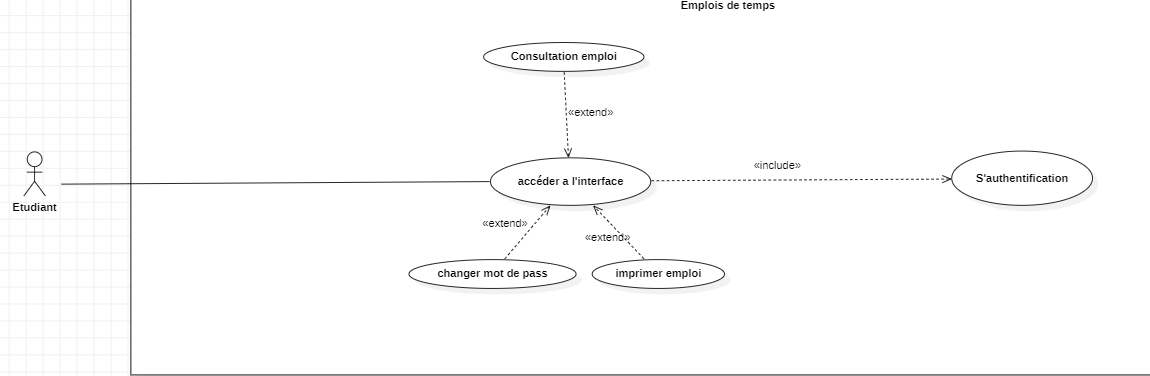 Emplois de temps
Consultation emploi
«extend»
«include»
accéder a l'interface
S'authentification
Etudiant
«extend»
«extend»
changer mot de pass
imprimer emploi